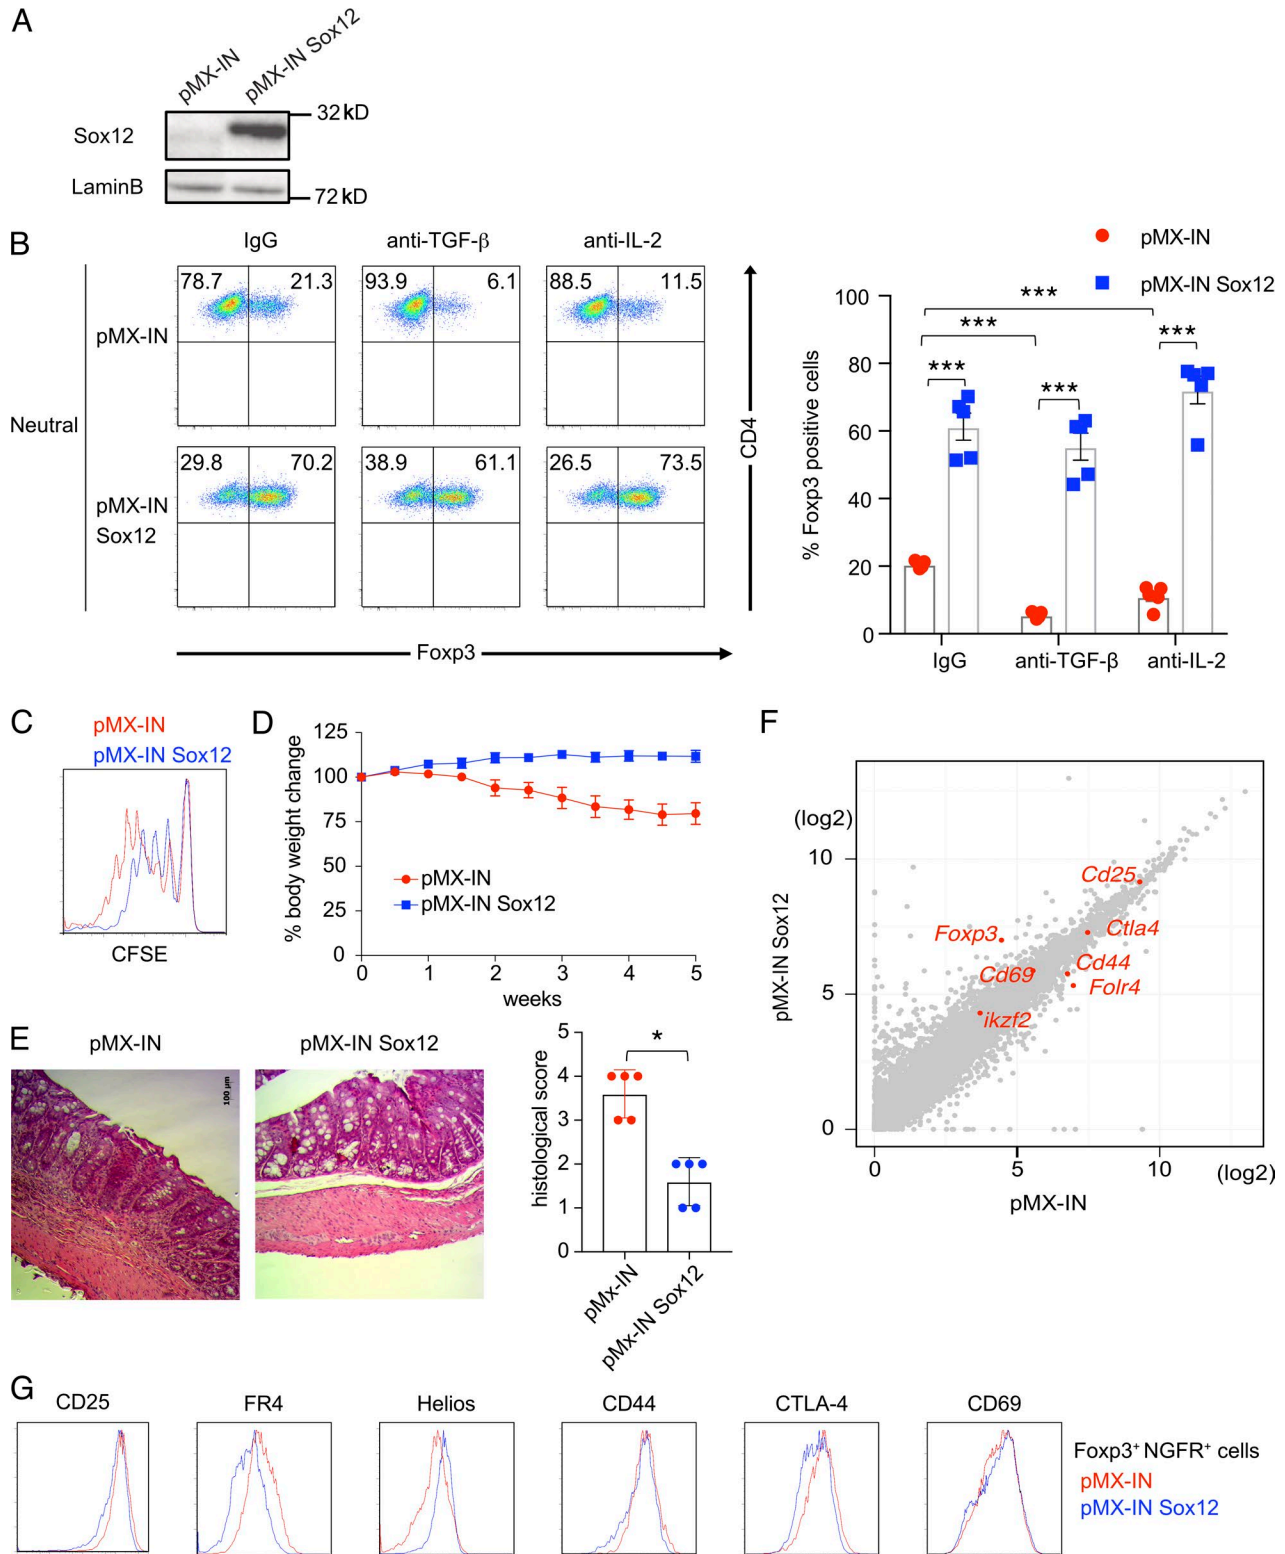 A
pMX-IN
pMX-IN Sox12
Sox12
32 kD
LaminB
72 kD
B
IgG
anti-TGF-β
anti-IL-2
Neutral
pMX-IN
78.7 21.3
93.9 6.1
88.5 11.5
pMX-IN
Sox12
29.8 70.2
38.9 61.1
26.5 73.5
CD4
Foxp3
pMX-IN
pMX-IN Sox12
% Foxp3 positive cells
100
80
60
40
20
0
***
***
***
***
***
IgG
anti-TGF-β
anti-IL-2
C
pMX-IN
pMX-IN Sox12
CFSE
D
% body weight change
125
100
75
50
25
0
pMX-IN
pMX-IN Sox12
0 1 2 3 4 5
weeks
E
pMX-IN
100 μm
pMX-IN Sox12
histological score
5
4
3
2
1
0
*
pMx-IN
pMx-IN Sox12
F
(log2)
pMX-IN Sox12
10
5
0
Cd25
Foxp3
Ctla4
Cd69
Cd44
Folr4
ikzf2
0 5 10 (log2)
pMX-IN
G
CD25
FR4
Helios
CD44
CTLA-4
CD69
Foxp3⁺ NGFR⁺ cells
pMX-IN
pMX-IN Sox12